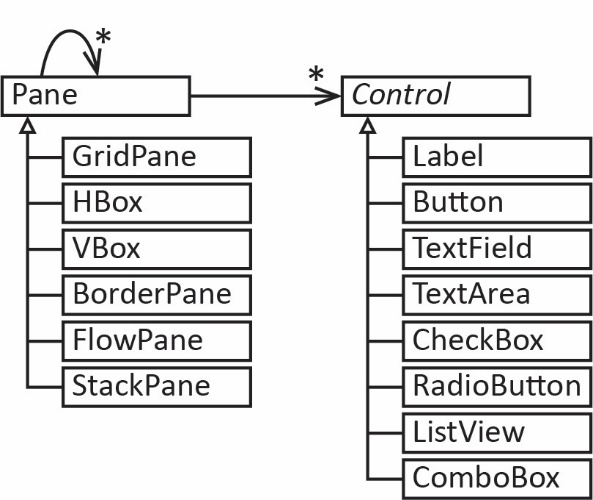 *
*
Pane
Control
GridPane
HBox
VBox
BorderPane
FlowPane
StackPane
Label
Button
TextField
TextArea
CheckBox
RadioButton
ListView
ComboBox